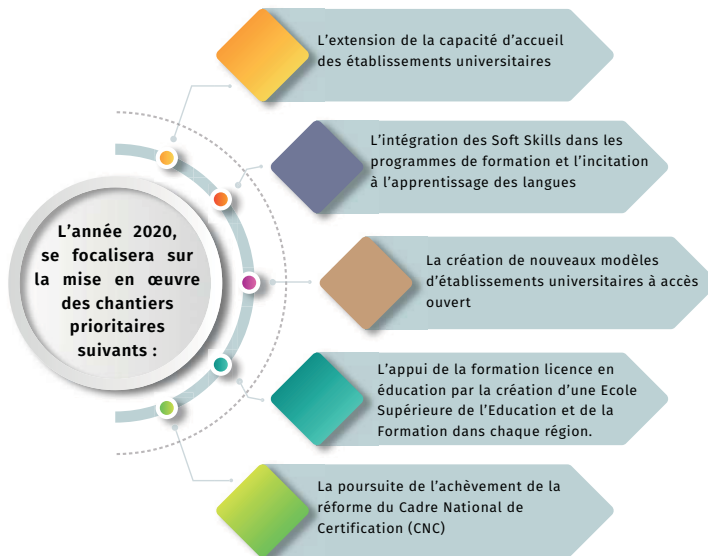 L'année 2020,
se focalisera sur
la mise en œuvre
des chantiers
prioritaires
suivants :
L'extension de la capacité d'accueil
des établissements universitaires
L'intégration des Soft Skills dans les
programmes de formation et l'incitation
à l'apprentissage des langues
La création de nouveaux modèles
d'établissements universitaires à accès
ouvert
L'appui de la formation licence en
éducation par la création d'une Ecole
Supérieure de l'Education et de la
Formation dans chaque région.
La poursuite de l'achèvement de la
réforme du Cadre National de
Certification (CNC)